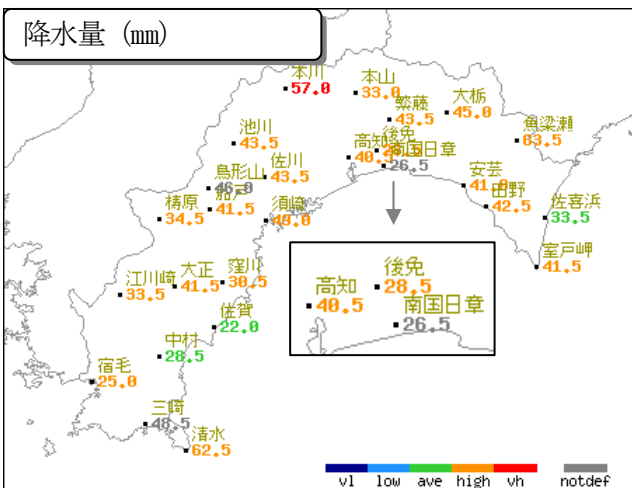 降水量 (mm)
本川
57.0
本山
33.0
繁藤
43.5
大栃
45.0
魚梁瀬
池川
43.5
高知
40.5
後免
南国日章
26.5
佐川
43.5
鳥形山
46.0
安芸
田野
42.5
佐喜浜
33.5
梼原
34.5
船戸
41.5
須崎
49.0
室戸岬
41.5
江川崎
33.5
大正
41.5
窪川
30.5
佐賀
22.0
中村
28.5
宿毛
25.0
三崎
48.5
清水
62.5
高知
40.5
後免
28.5
南国日章
26.5
vl low ave high vh notdef